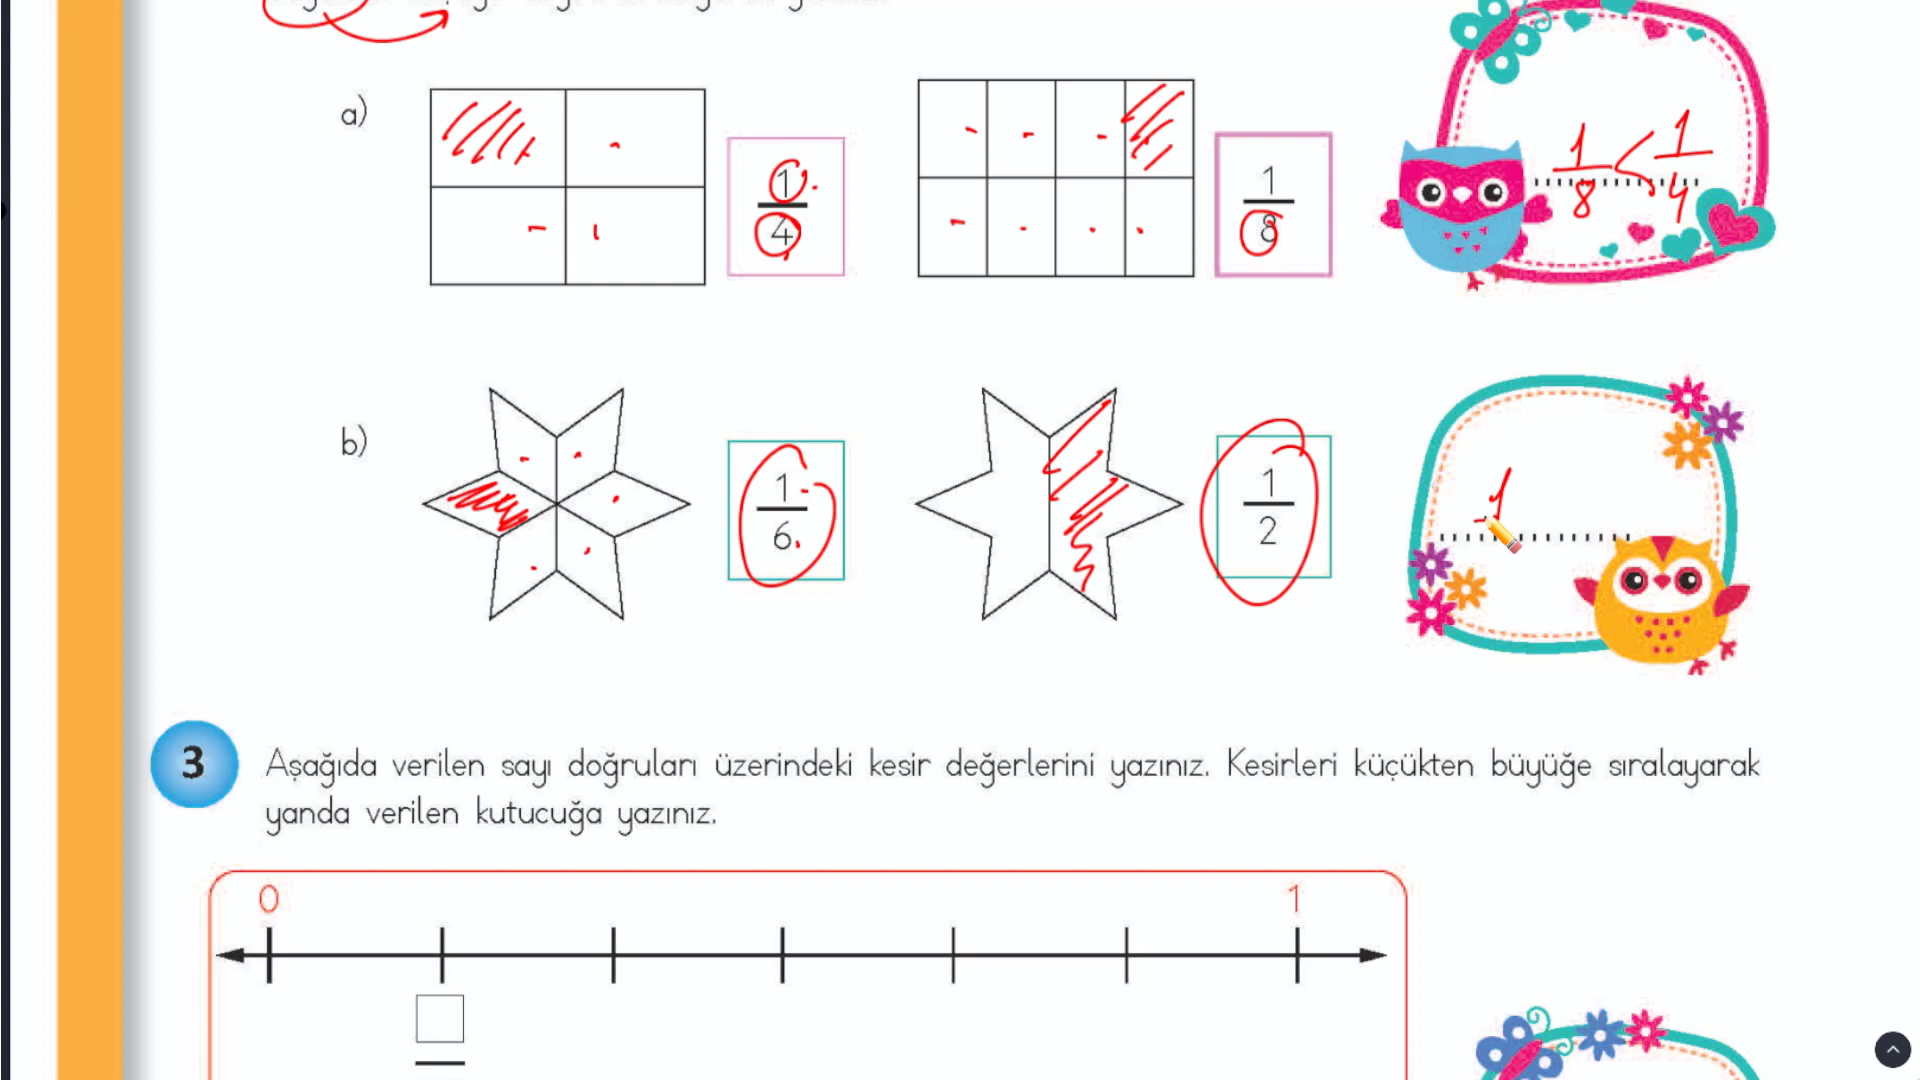 a)
1
4
1
8
1
8 < 1
4
b)
1
6
1
2
1
3
Aşağıda verilen sayı doğruları üzerindeki kesir değerlerini yazınız. Kesirleri küçükten büyüğe sıralayarak
yanda verilen kutucuğa yazınız.
0 1